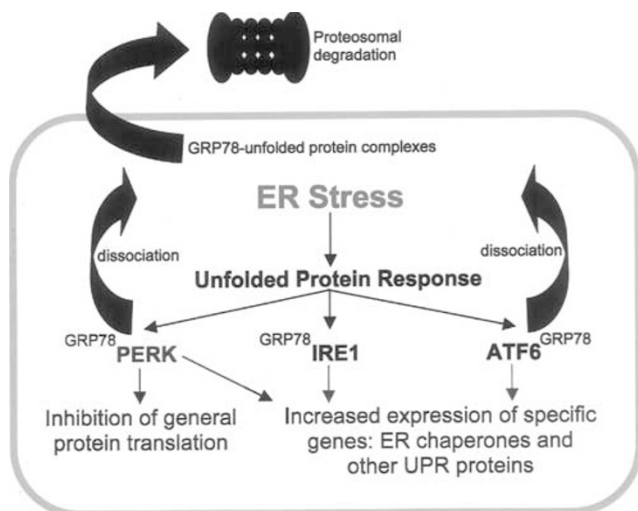 Proteosomal
degradation
GRP78-unfolded protein complexes
ER Stress
dissociation
dissociation
Unfolded Protein Response
GRP78
PERK
GRP78
IRE1
ATF6
GRP78
Inhibition of general
protein translation
Increased expression of specific
genes: ER chaperones and
other UPR proteins